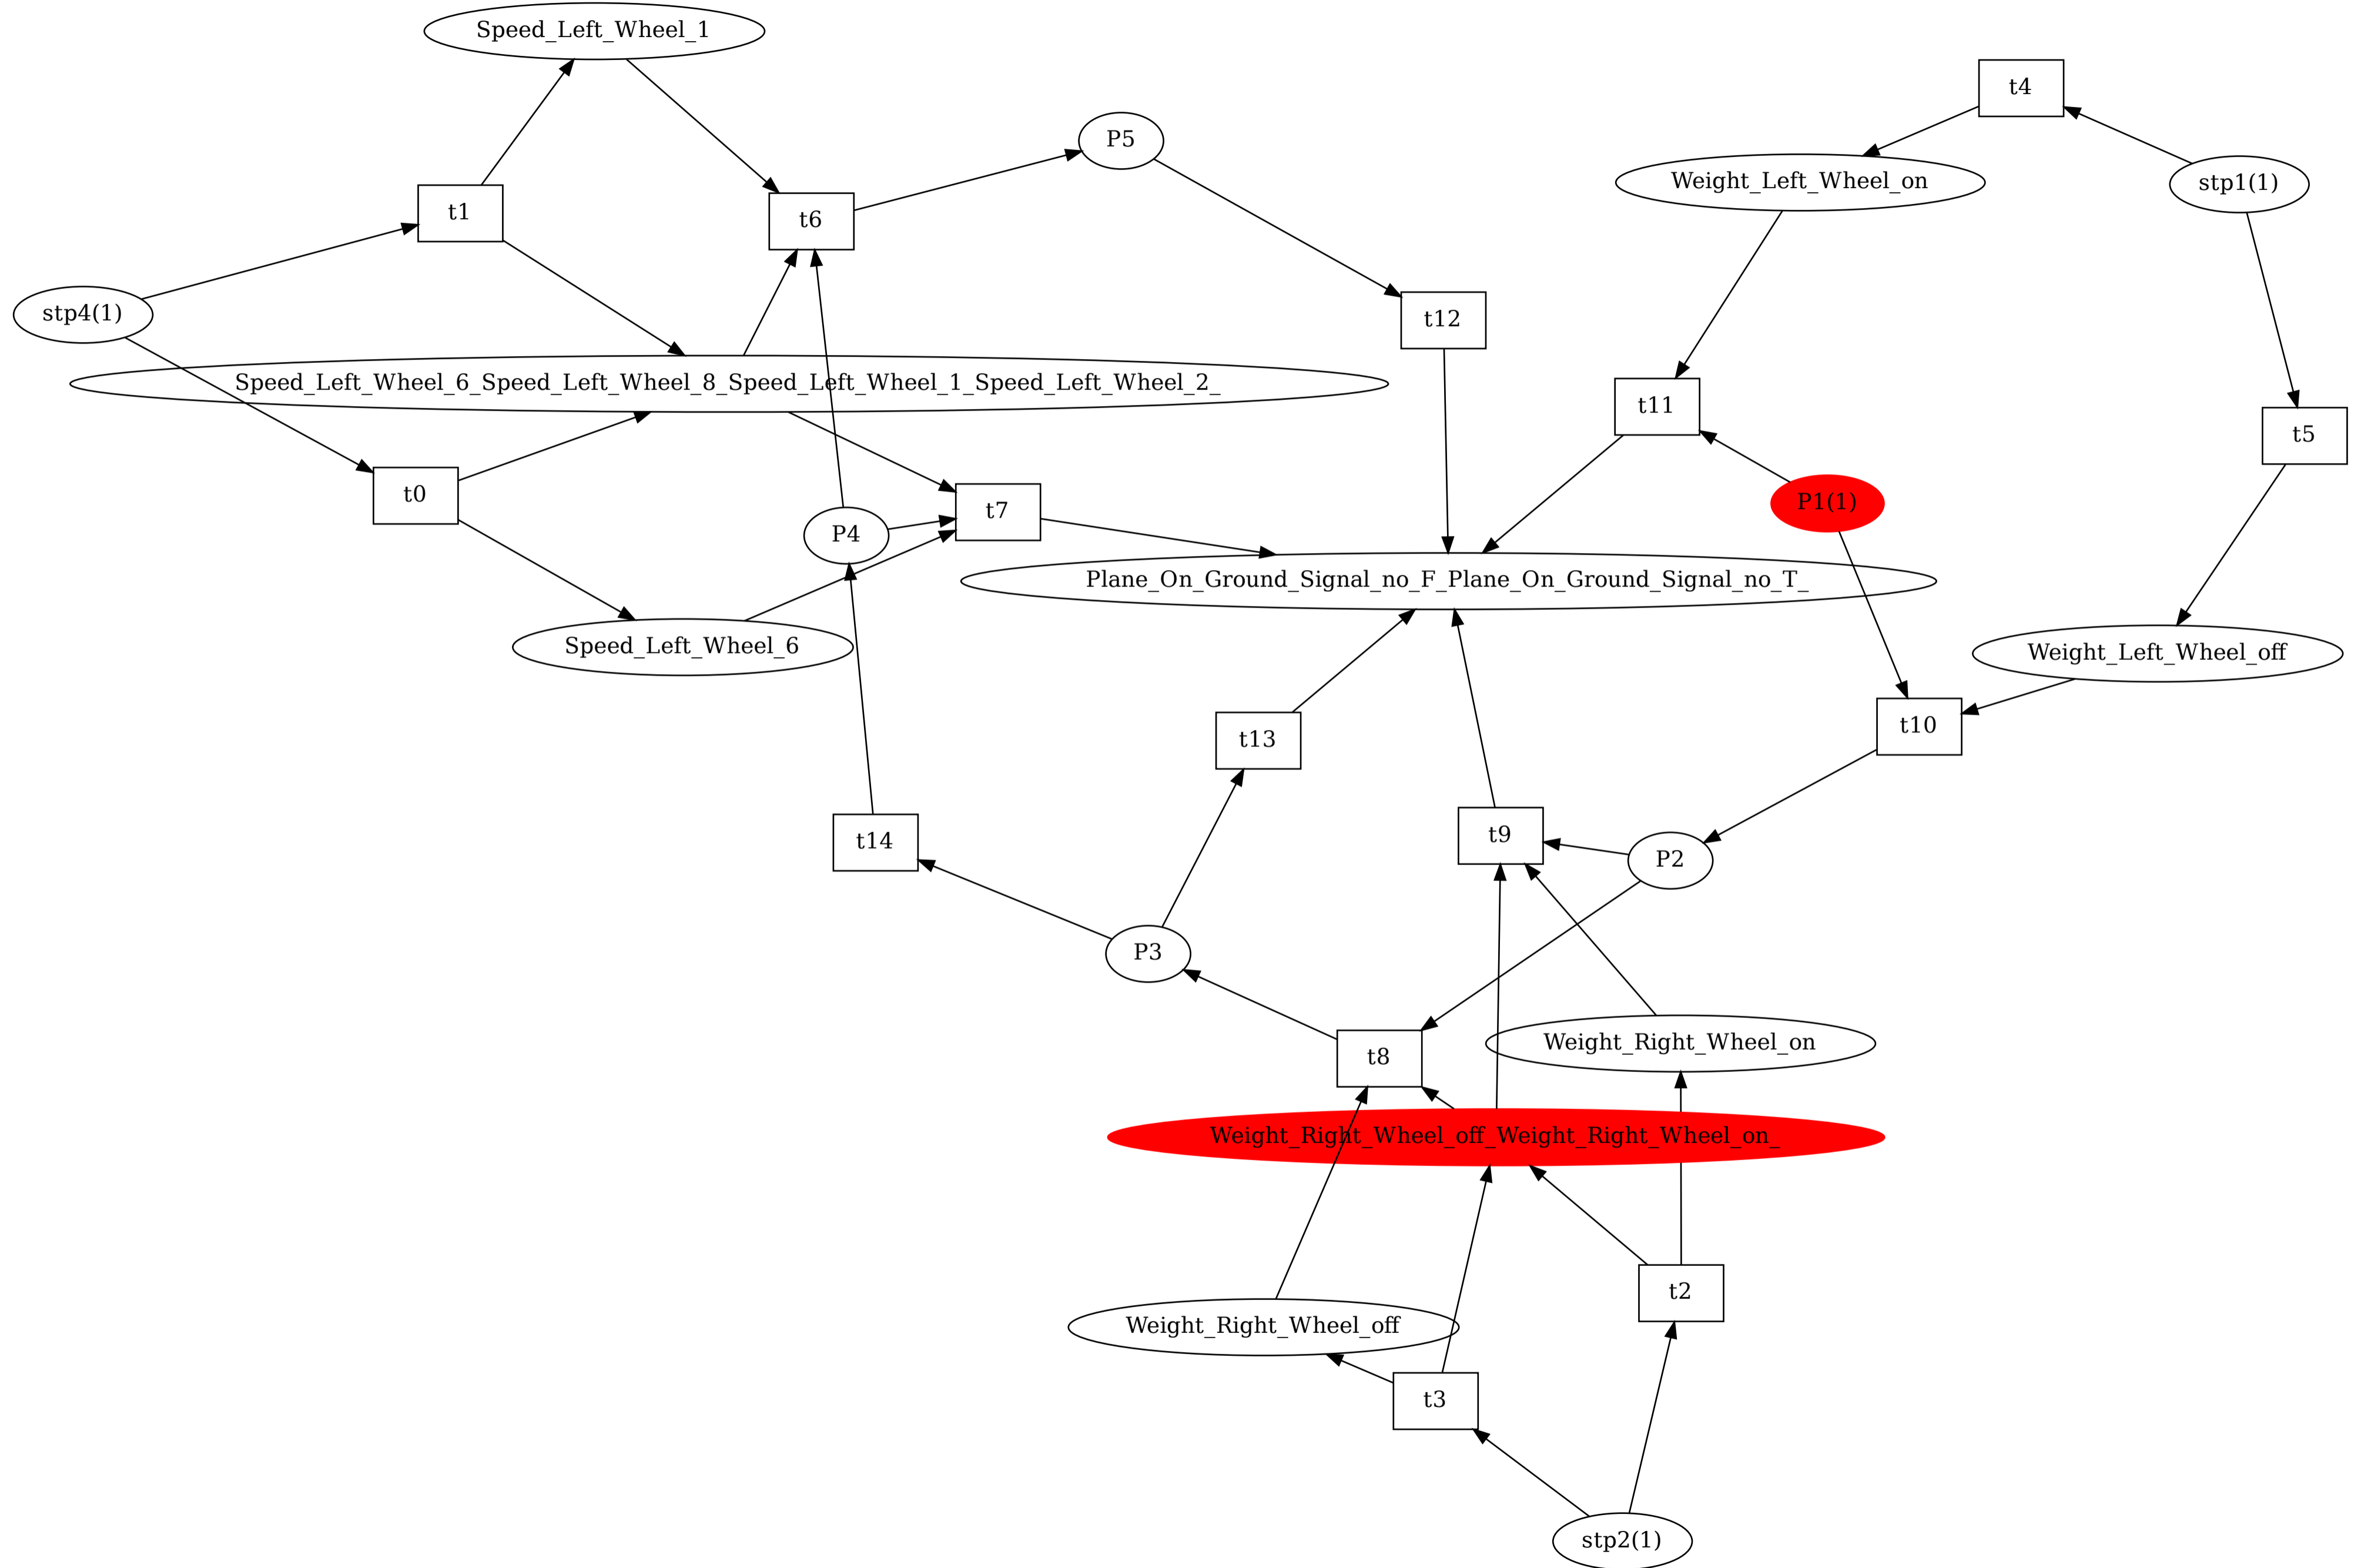 Speed_Left_Wheel_1
t4
P5
Weight_Left_Wheel_on
stp1(1)
t1
t6
stp4(1)
t12
Speed_Left_Wheel_6_Speed_Left_Wheel_8_Speed_Left_Wheel_1_Speed_Left_Wheel_2_
t11
t5
t0
P1(1)
t7
P4
Plane_On_Ground_Signal_no_F_Plane_On_Ground_Signal_no_T_
Speed_Left_Wheel_6
Weight_Left_Wheel_off
t10
t13
t9
t14
P2
P3
Weight_Right_Wheel_on
t8
Weight_Right_Wheel_off_Weight_Right_Wheel_on_
t2
Weight_Right_Wheel_off
t3
stp2(1)